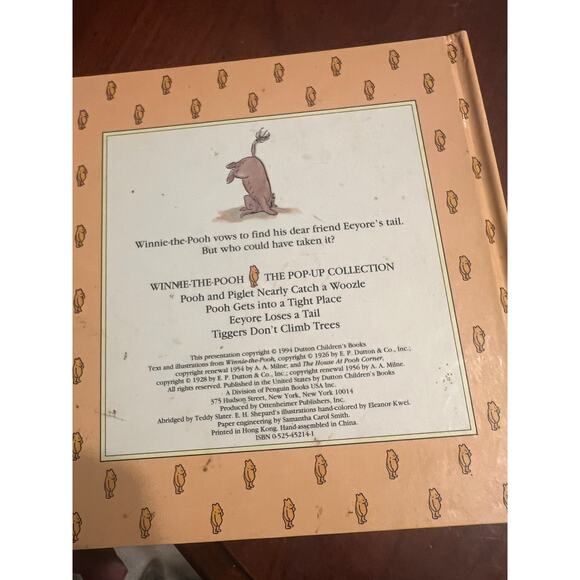 Winnie-the-Pooh vows to find his dear friend Eeyore's tail.
But who could have taken it?
WINNIE-THE-POOH THE POP-UP COLLECTION
Pooh and Piglet Nearly Catch a Woozle
Pooh Gets into a Tight Place
Eeyore Loses a Tail
Tiggers Don't Climb Trees
This presentation copyright © 1994 Dutton Children's Books
Text and illustrations from Winnie-the-Pooh, copyright © 1926 by E. P. Dutton & Co., Inc.;
copyright renewal 1954 by A. A. Milne; and The House At Pooh Corner,
copyright © 1928 by E. P. Dutton & Co., Inc.; copyright renewal 1956 by A. A. Milne.
All rights reserved. Published in the United States by Dutton Children's Books
A Division of Penguin Books USA Inc.
375 Hudson Street, New York, New York 10014
Produced by Ottenheimer Publishers, Inc.
Abridged by Teddy Slater. E. H. Shepard's illustrations hand-colored by Eleanor Kwei.
Paper engineering by Samantha Carol Smith.
Printed in Hong Kong. Hand-assembled in China.
ISBN 0-525-45214-1